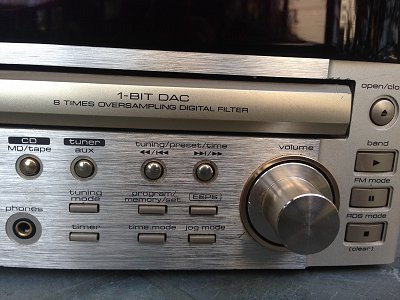 1-BIT DAC
8 TIMES OVERSAMPLING DIGITAL FILTER
open/clo
CD
MD/tape
tuner
aux
tuning/preset/time
volume
band
tuning
mode
program/
memory/set
FM mode
phones
timer
time mode
jog mode
RDS mode
(clear)